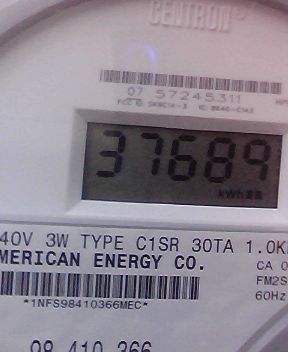 CENTRON
07 57245311
37689
kWh
40V 3W TYPE C1SR 30TA 1.0K
MERICAN ENERGY CO.
CA 0
FM2S
*1NFS98410366MEC*
60Hz
98 410 366